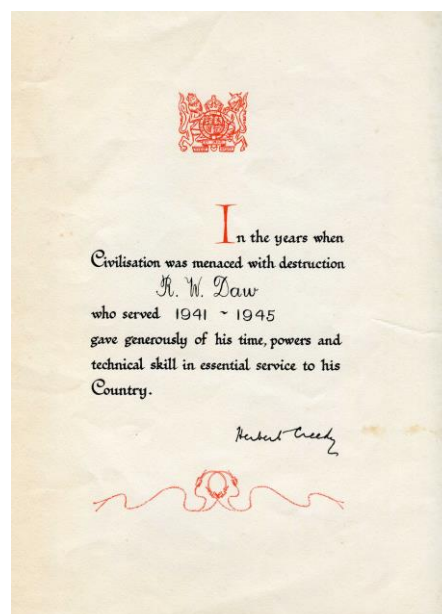 In the years when
Civilisation was menaced with destruction
R. W. Daw
who served 1941 ~ 1945
gave generously of his time, powers and
technical skill in essential service to his
Country.
Herbert Creedy